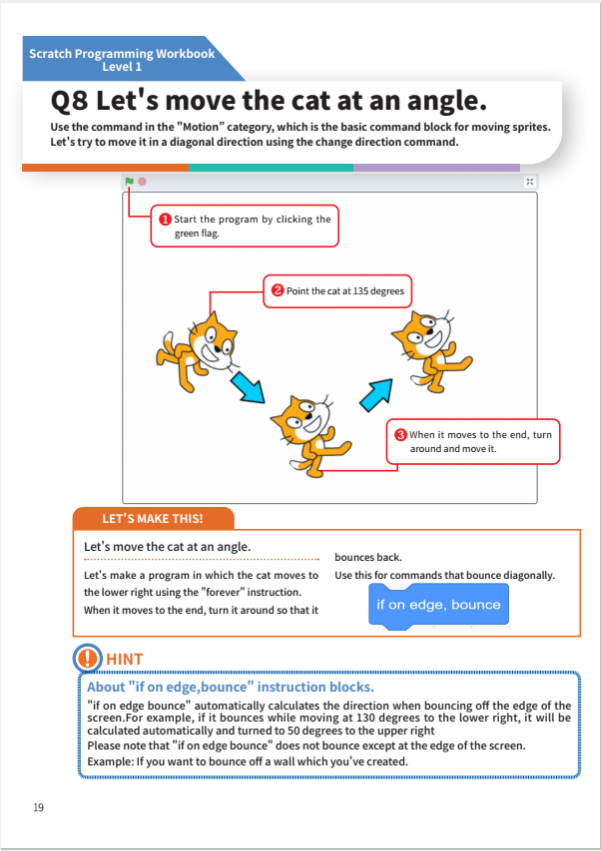 Scratch Programming Workbook
Level 1
Q8 Let's move the cat at an angle.
Use the command in the "Motion" category, which is the basic command block for moving sprites.
Let's try to move it in a diagonal direction using the change direction command.
1 Start the program by clicking the
green flag.
2 Point the cat at 135 degrees
3 When it moves to the end, turn
around and move it.
LET'S MAKE THIS!
Let's move the cat at an angle.
Let's make a program in which the cat moves to
the lower right using the "forever" instruction.
When it moves to the end, turn it around so that it
bounces back.
Use this for commands that bounce diagonally.
if on edge, bounce
HINT
About "if on edge,bounce" instruction blocks.
"if on edge bounce" automatically calculates the direction when bouncing off the edge of the
screen.For example, if it bounces while moving at 130 degrees to the lower right, it will be
calculated automatically and turned to 50 degrees to the upper right
Please note that "if on edge bounce" does not bounce except at the edge of the screen.
Example: If you want to bounce off a wall which you've created.
19